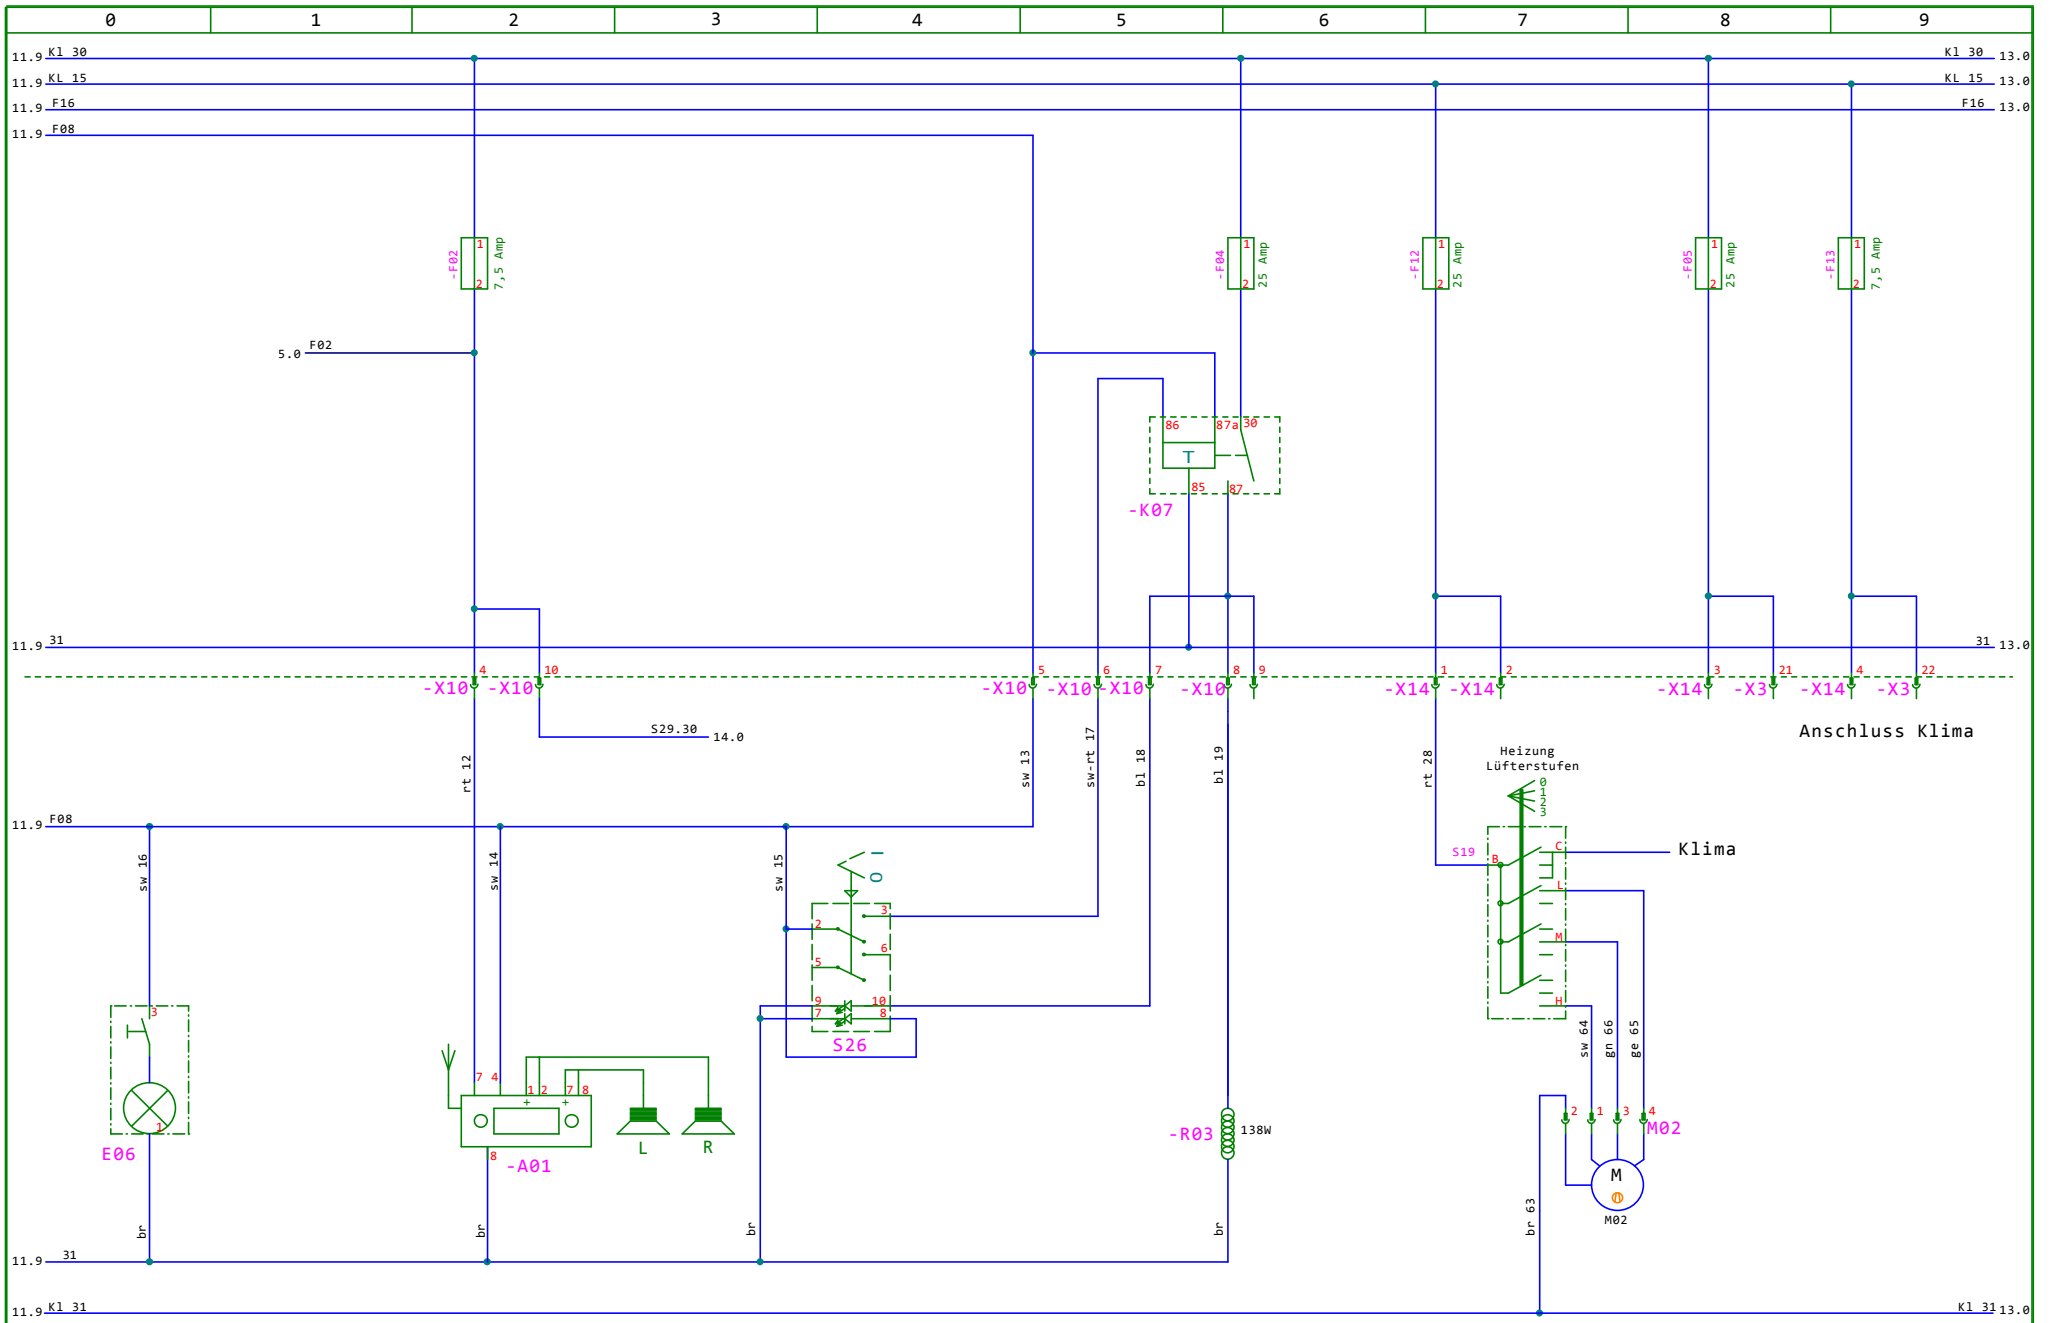 0 1 2 3 4 5 6 7 8 9
11.9 Kl 30 Kl 30 13.0
11.9 KL 15 KL 15 13.0
11.9 F16 F16 13.0
11.9 F08
-F02 1 2 7,5 Amp
-F04 1 2 25 Amp
-F12 1 2 25 Amp
-F05 1 2 25 Amp
-F13 1 2 7,5 Amp
5.0 F02
86 87a 30
T
85 87
-K07
11.9 31 31 13.0
4 10 5 6 7 8 9 1 2 3 21 4 22
-X10 -X10 -X10 -X10 -X10 -X10 -X14 -X14 -X14 -X3 -X14 -X3
S29.30 14.0
Anschluss Klima
rt 12
sw 13
sw-rt 17
bl 18
bl 19
rt 28
Heizung
Lüfterstufen
0
1
2
3
11.9 F08
sw 16
sw 14
sw 15
I O
S19 B C Klima
L
M
H
2 3
6
5
9 10
7 8
S26
sw 64
gn 66
ge 65
3
1
E06
7 4 1 2 7 8
+ +
8
-A01
L R
-R03 138W
2 1 3 4
M02
M
M02
br
br
br
br
br 63
11.9 31
11.9 Kl 31 Kl 31 13.0